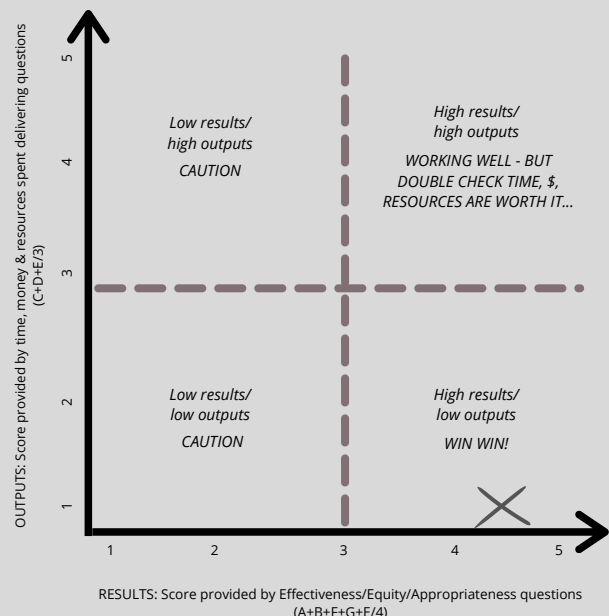 OUTPUTS: Score provided by time, money & resources spent delivering questions
(C+D+E/3)
5
4
3
2
1
Low results/
high outputs
CAUTION
High results/
high outputs
WORKING WELL - BUT
DOUBLE CHECK TIME, $,
RESOURCES ARE WORTH IT...
Low results/
low outputs
CAUTION
High results/
low outputs
WIN WIN!
1 2 3 4 5
RESULTS: Score provided by Effectiveness/Equity/Appropriateness questions
(A+B+F+G+E/4)